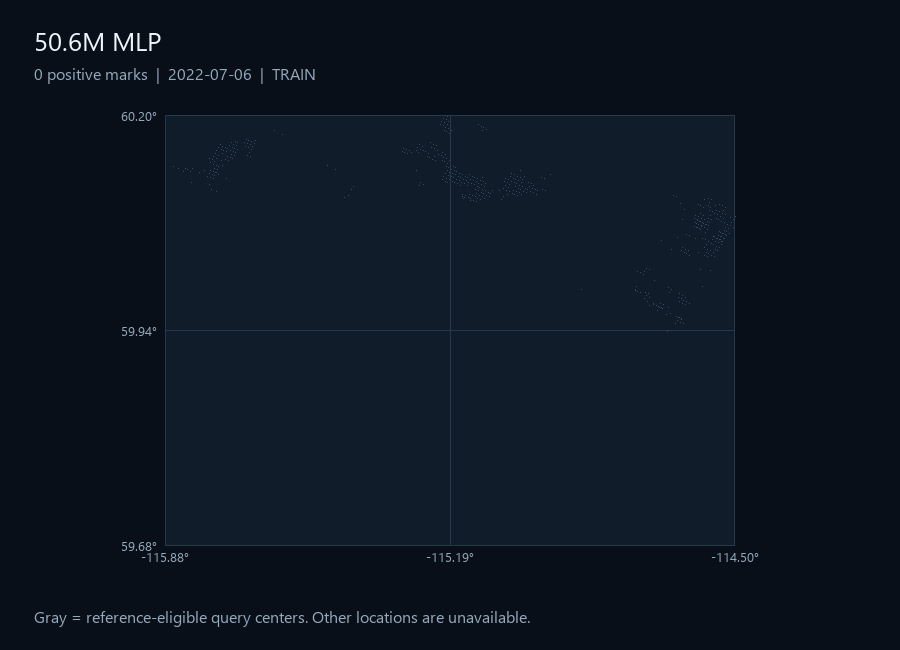 50.6M MLP
0 positive marks | 2022-07-06 | TRAIN
60.20°
59.94°
59.68°
-115.88°
-115.19°
-114.50°
Gray = reference-eligible query centers. Other locations are unavailable.